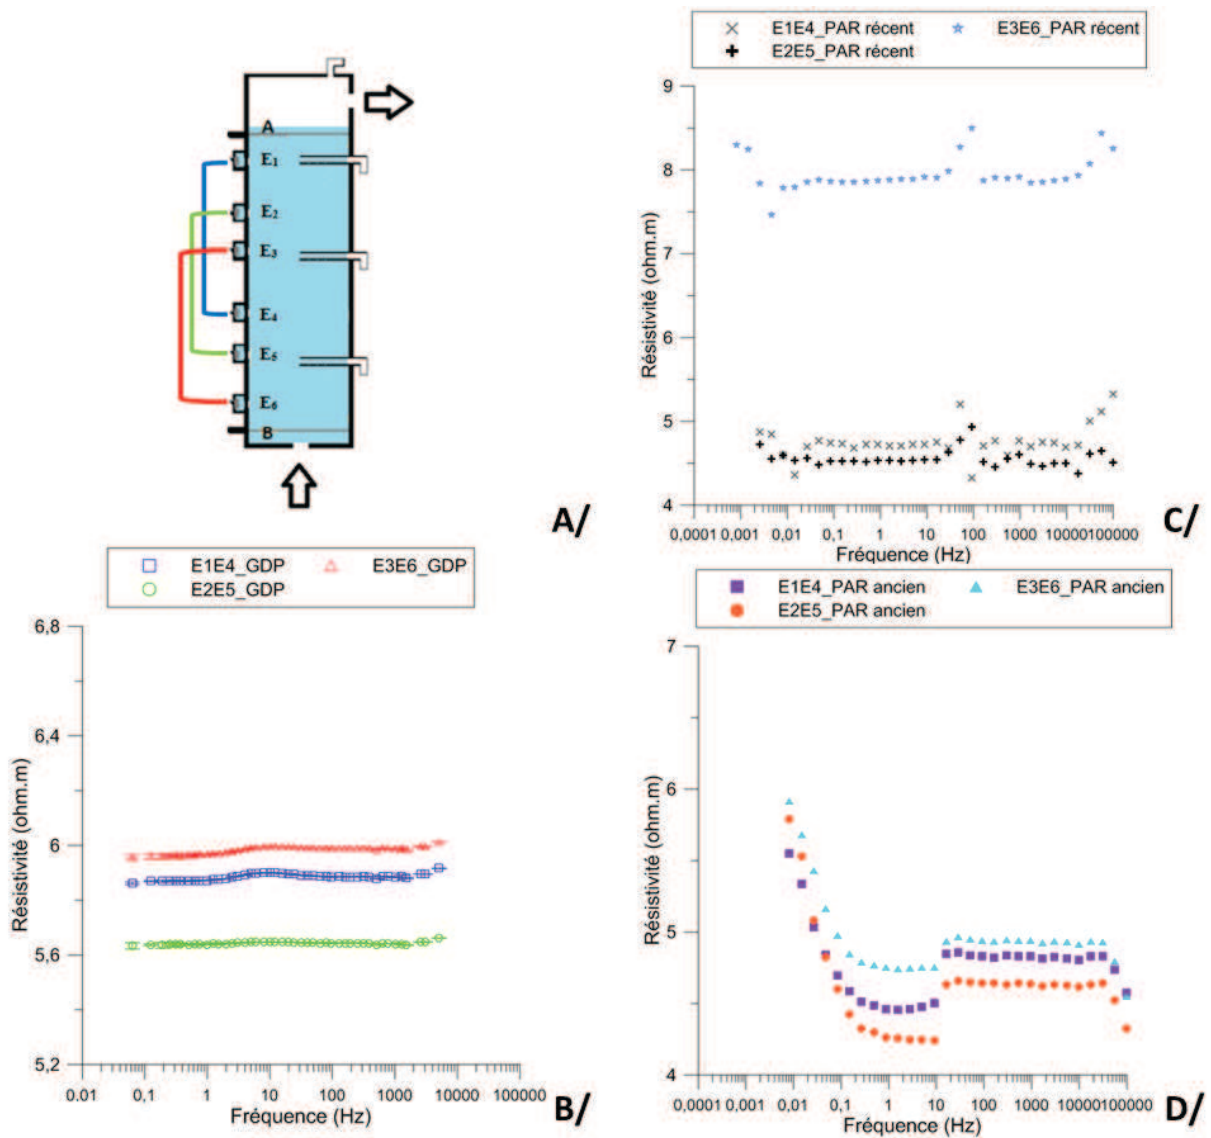 A
E1
E2
E3
E4
E5
E6
B
A/
E1E4_PAR récent
E3E6_PAR récent
E2E5_PAR récent
9
8
7
6
5
4
Résistivité (ohm.m)
0,0001 0,001 0,01 0,1 1 10 100 1000 10000 100000
Fréquence (Hz)
C/
E1E4_GDP
E3E6_GDP
E2E5_GDP
6,8
6,4
6
5,6
5,2
Résistivité (ohm.m)
0,01 0,1 1 10 100 1000 10000 100000
Fréquence (Hz)
B/
E1E4_PAR ancien
E3E6_PAR ancien
E2E5_PAR ancien
7
6
5
4
Résistivité (ohm.m)
0,0001 0,001 0,01 0,1 1 10 100 1000 10000 100000
Fréquence (Hz)
D/